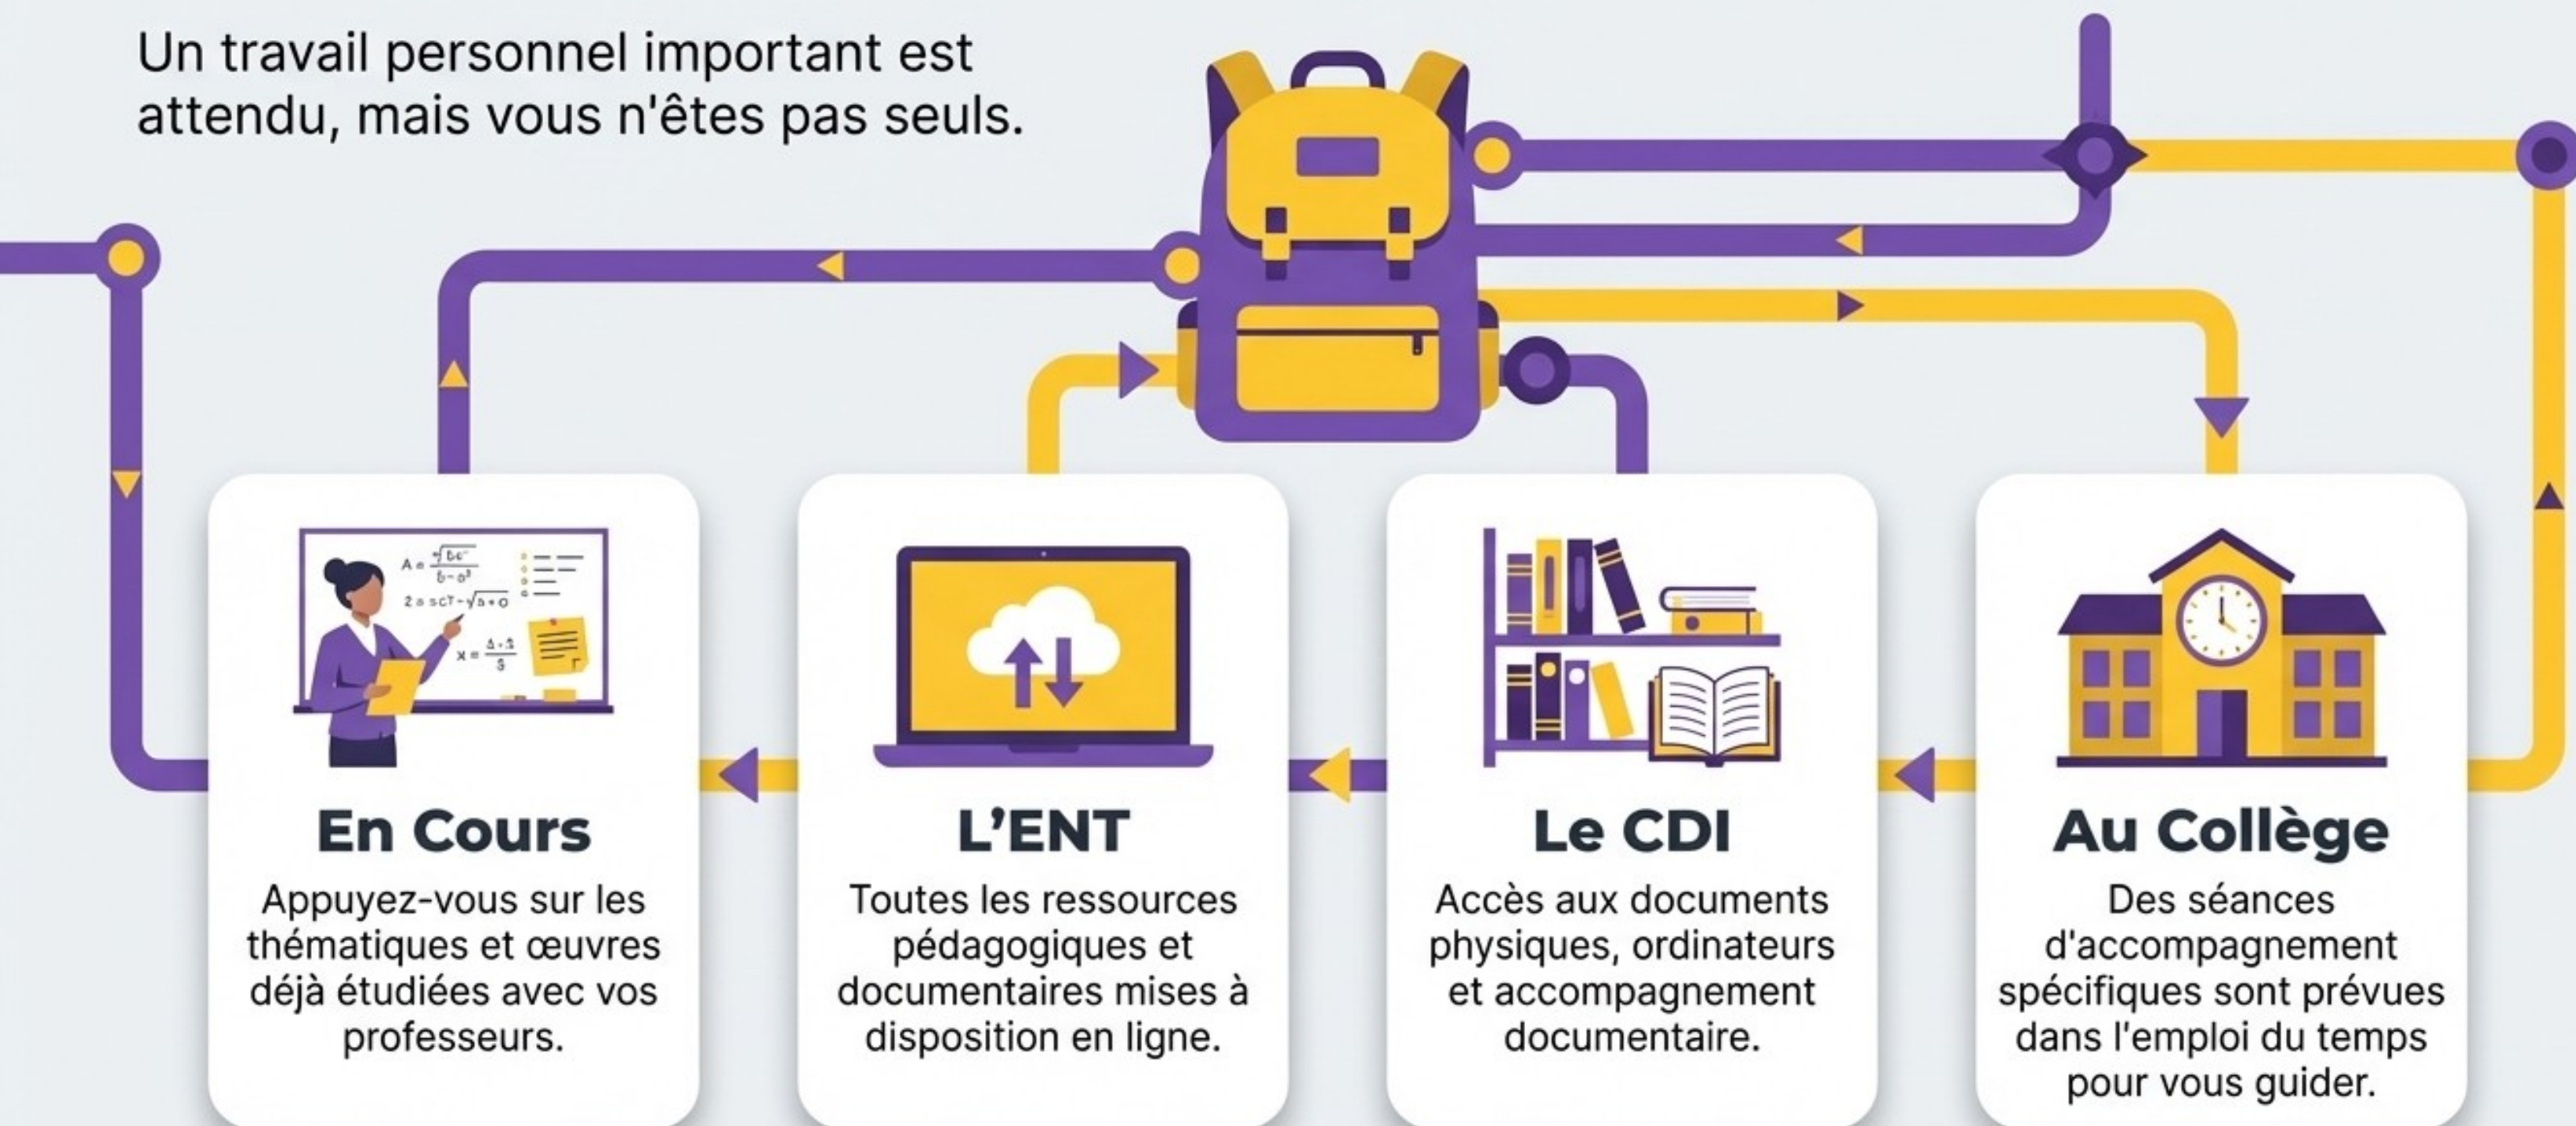 Un travail personnel important est
attendu, mais vous n'êtes pas seuls.
En Cours
Appuyez-vous sur les
thématiques et œuvres
déjà étudiées avec vos
professeurs.
L’ENT
Toutes les ressources
pédagogiques et
documentaires mises à
disposition en ligne.
Le CDI
Accès aux documents
physiques, ordinateurs
et accompagnement
documentaire.
Au Collège
Des séances
d'accompagnement
spécifiques sont prévues
dans l'emploi du temps
pour vous guider.